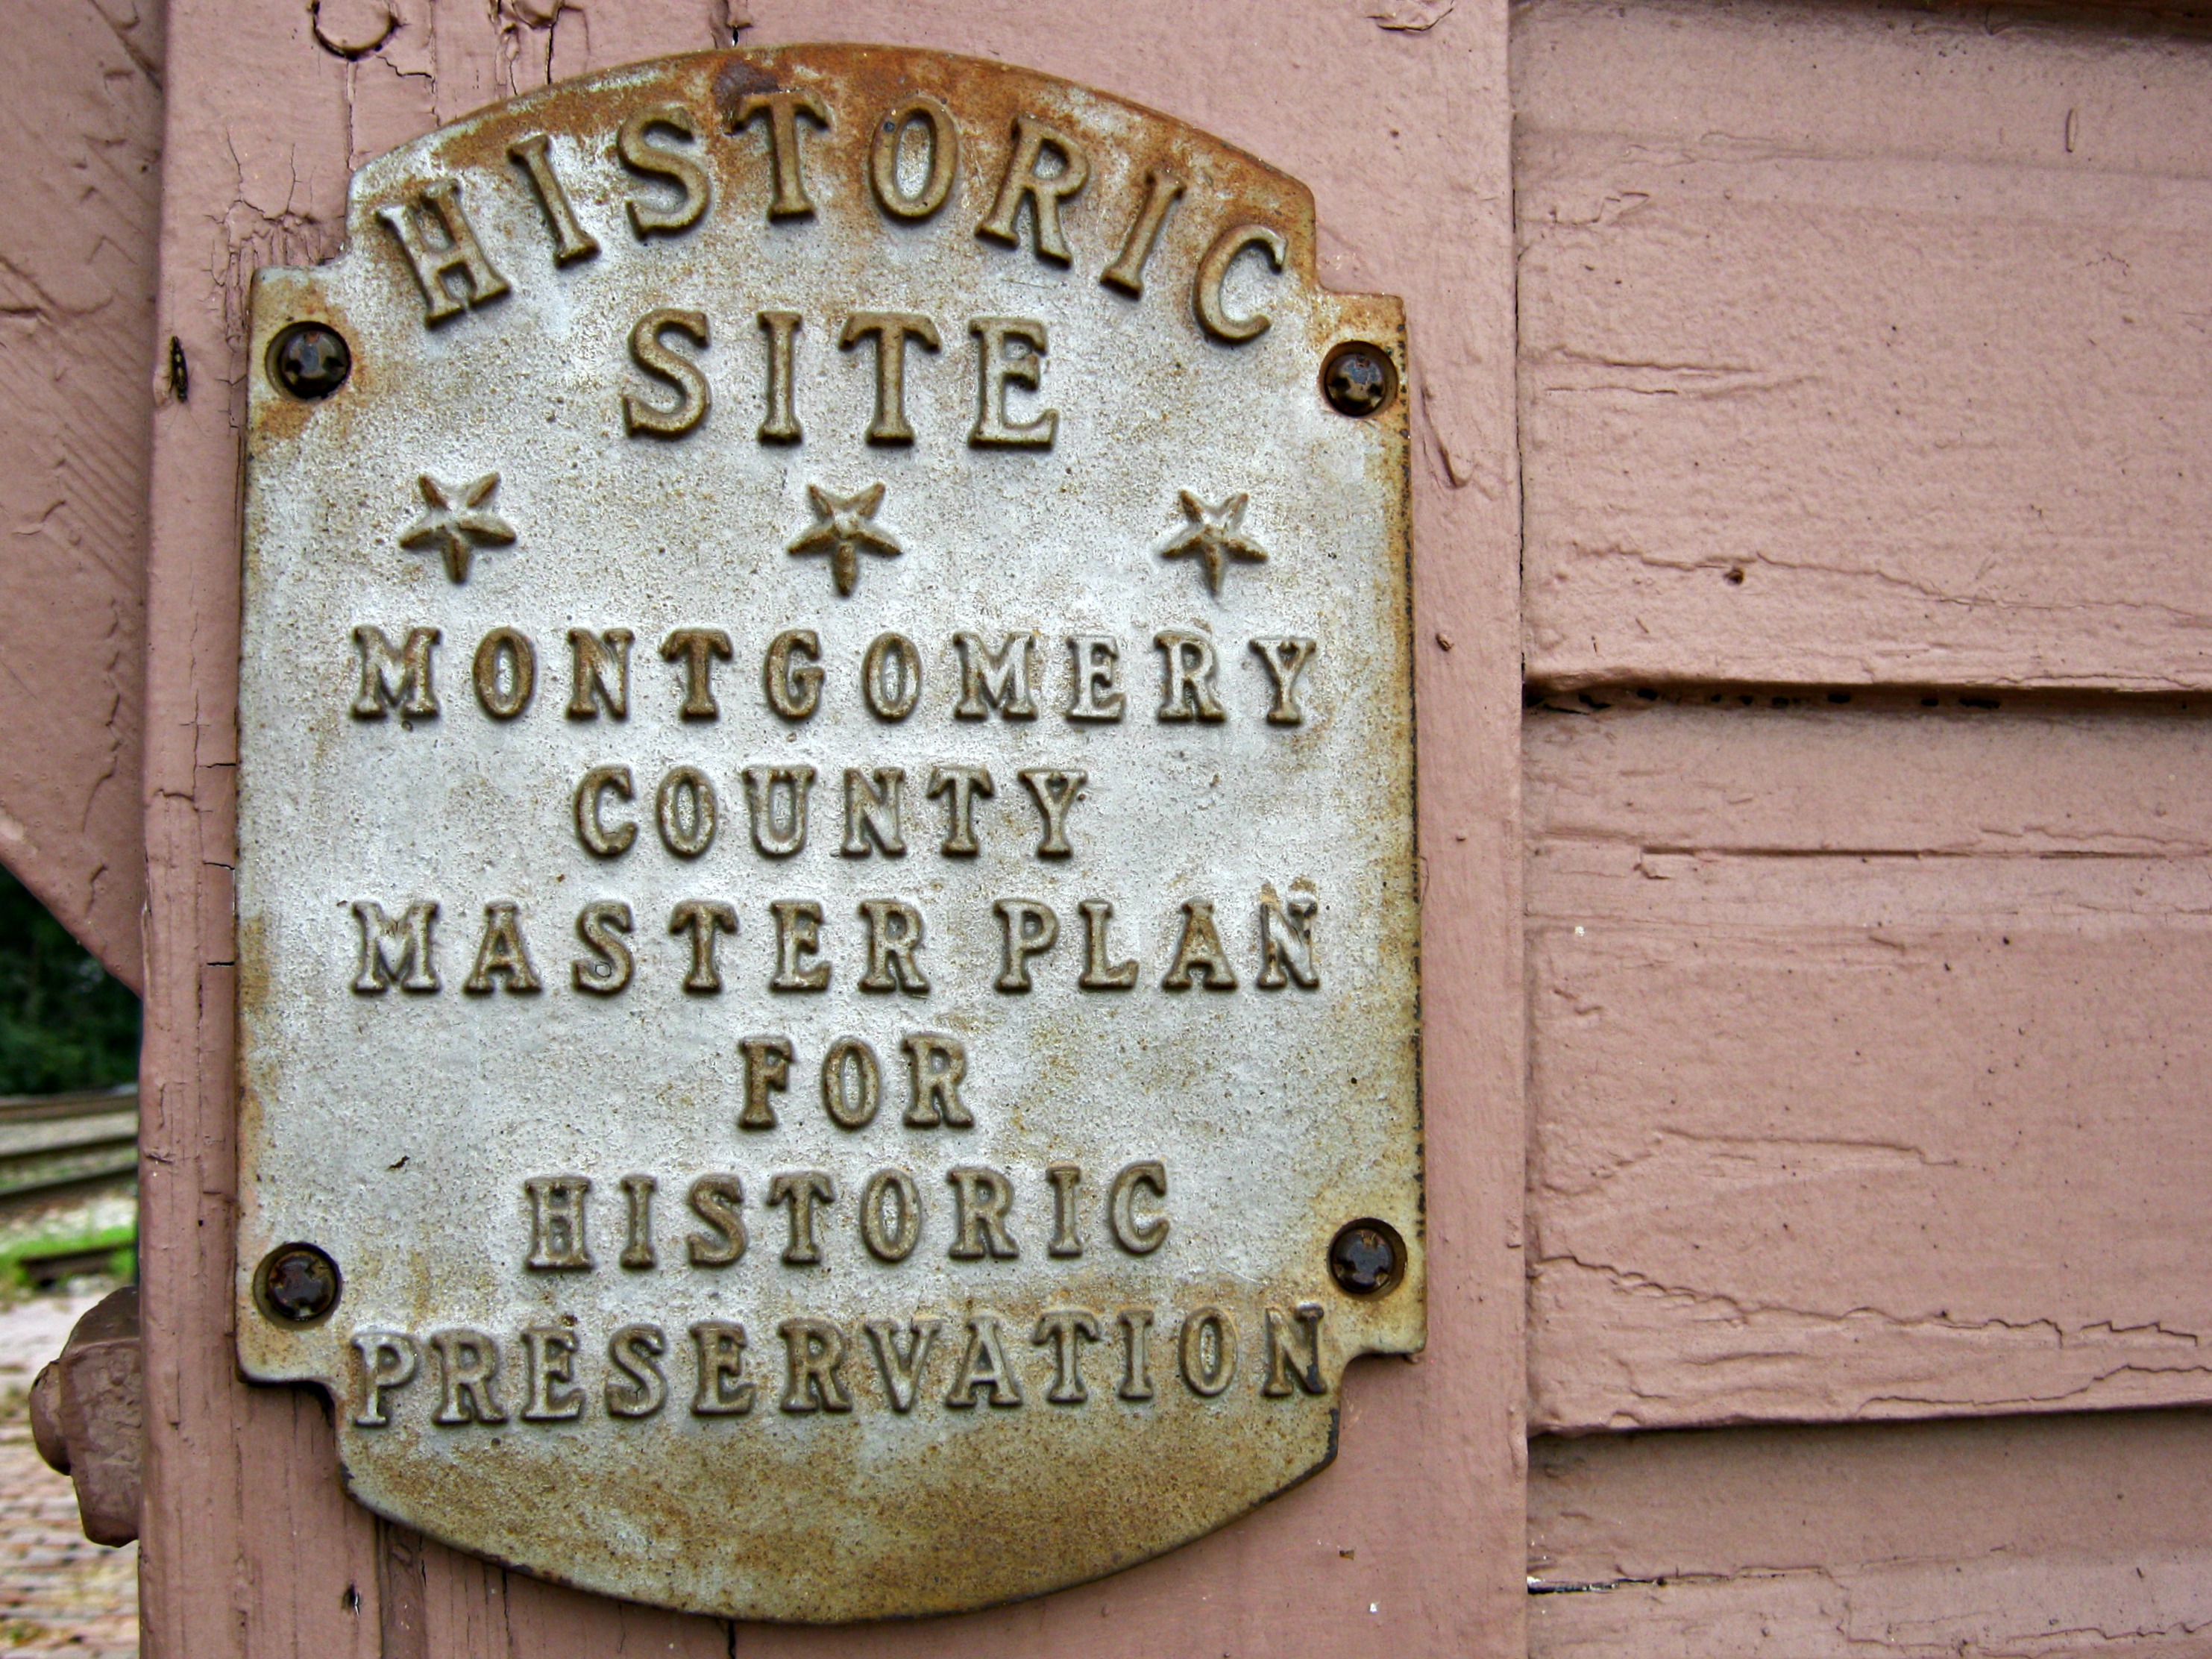 HISTORIC
SITE
MONTGOMERY
COUNTY
MASTER PLAN
FOR
HISTORIC
PRESERVATION